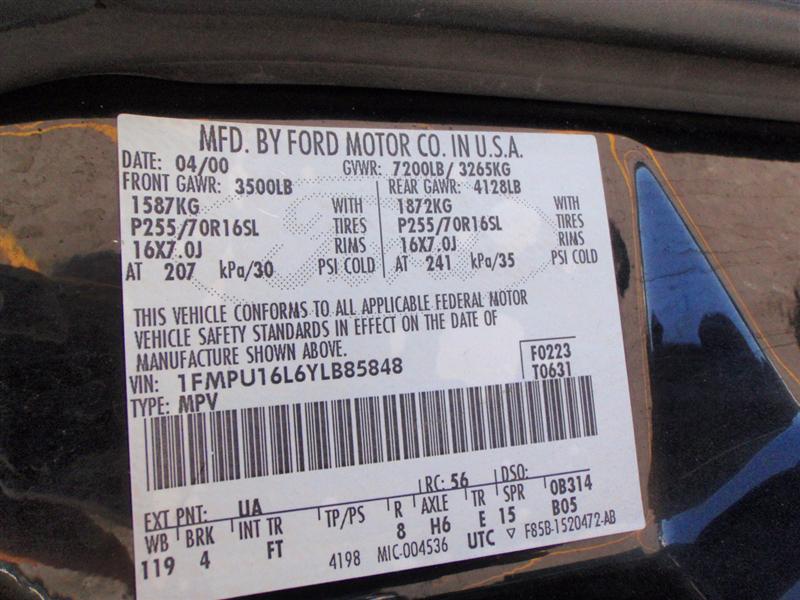 MFD. BY FORD MOTOR CO. IN U.S.A.
DATE: 04/00 GVWR: 7200LB/ 3265KG
FRONT GAWR: 3500LB REAR GAWR: 4128LB
1587KG WITH 1872KG WITH
P255/70R16SL TIRES P255/70R16SL TIRES
16X7.0J RIMS 16X7.0J RIMS
AT 207 kPa/30 PSI COLD AT 241 kPa/35 PSI COLD
THIS VEHICLE CONFORMS TO ALL APPLICABLE FEDERAL MOTOR
VEHICLE SAFETY STANDARDS IN EFFECT ON THE DATE OF
MANUFACTURE SHOWN ABOVE.
F0223
VIN: 1FMPU16L6YLB85848 T0631
TYPE: MPV
EXT PNT: UA RC: 56 DSO:
WB BRK INT TR TP/PS R AXLE TR SPR 0B314
119 4 FT 8 H6 E 15 B05
4198 MIC-004536 UTC ▽ F85B-1520472-AB